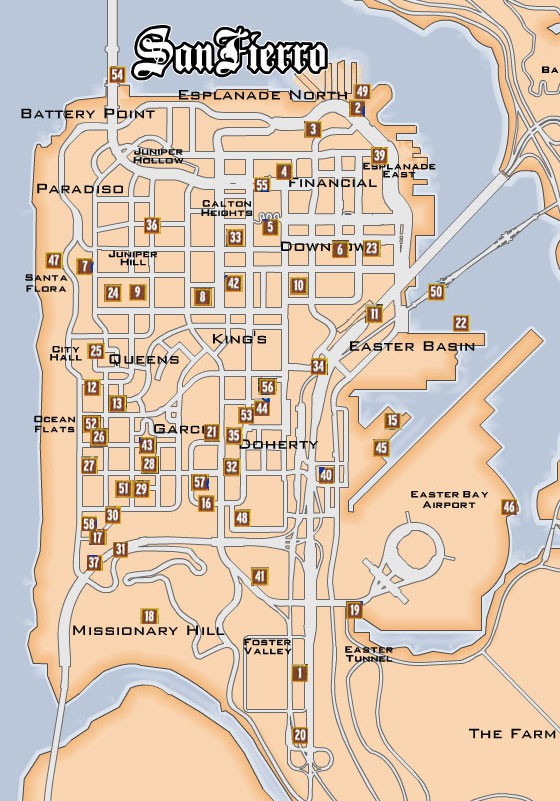 San Fierro
54
49
Esplanade North
2
Battery Point
3
Juniper
Hollow
39
Esplanade
East
4
55
Financial
Paradiso
Calton
Heights
36
5
33
Downtow
6
23
47
7
Juniper
Hill
Santa
Flora
24
9
8
42
10
50
11
22
King's
City
Hall
25
Queens
Easter Basin
34
12
56
13
44
53
15
Ocean
Flats
52
26
Garci
21
35
Doherty
43
45
27
28
32
40
57
51
29
16
Easter Bay
Airport
46
30
48
58
17
31
37
41
18
19
Missionary Hill
Foster
Valley
Easter
Tunnel
1
20
The Farm
Ba